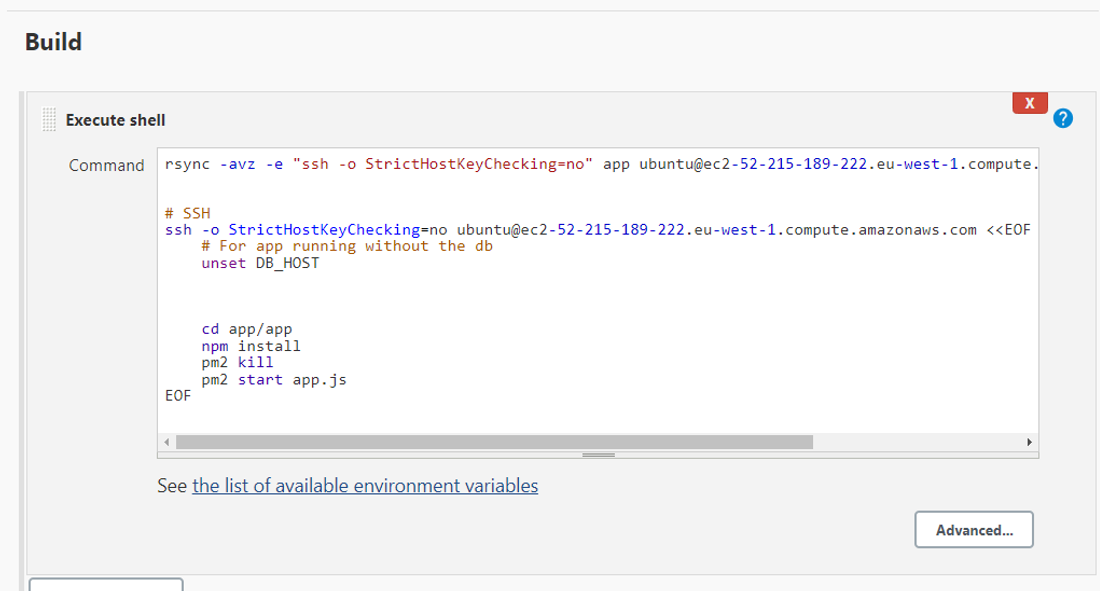 Build
X
Execute shell
?
Command
rsync -avz -e "ssh -o StrictHostKeyChecking=no" app ubuntu@ec2-52-215-189-222.eu-west-1.compute.
# SSH
ssh -o StrictHostKeyChecking=no ubuntu@ec2-52-215-189-222.eu-west-1.compute.amazonaws.com <<EOF
# For app running without the db
unset DB_HOST
cd app/app
npm install
pm2 kill
pm2 start app.js
EOF
See the list of available environment variables
Advanced...